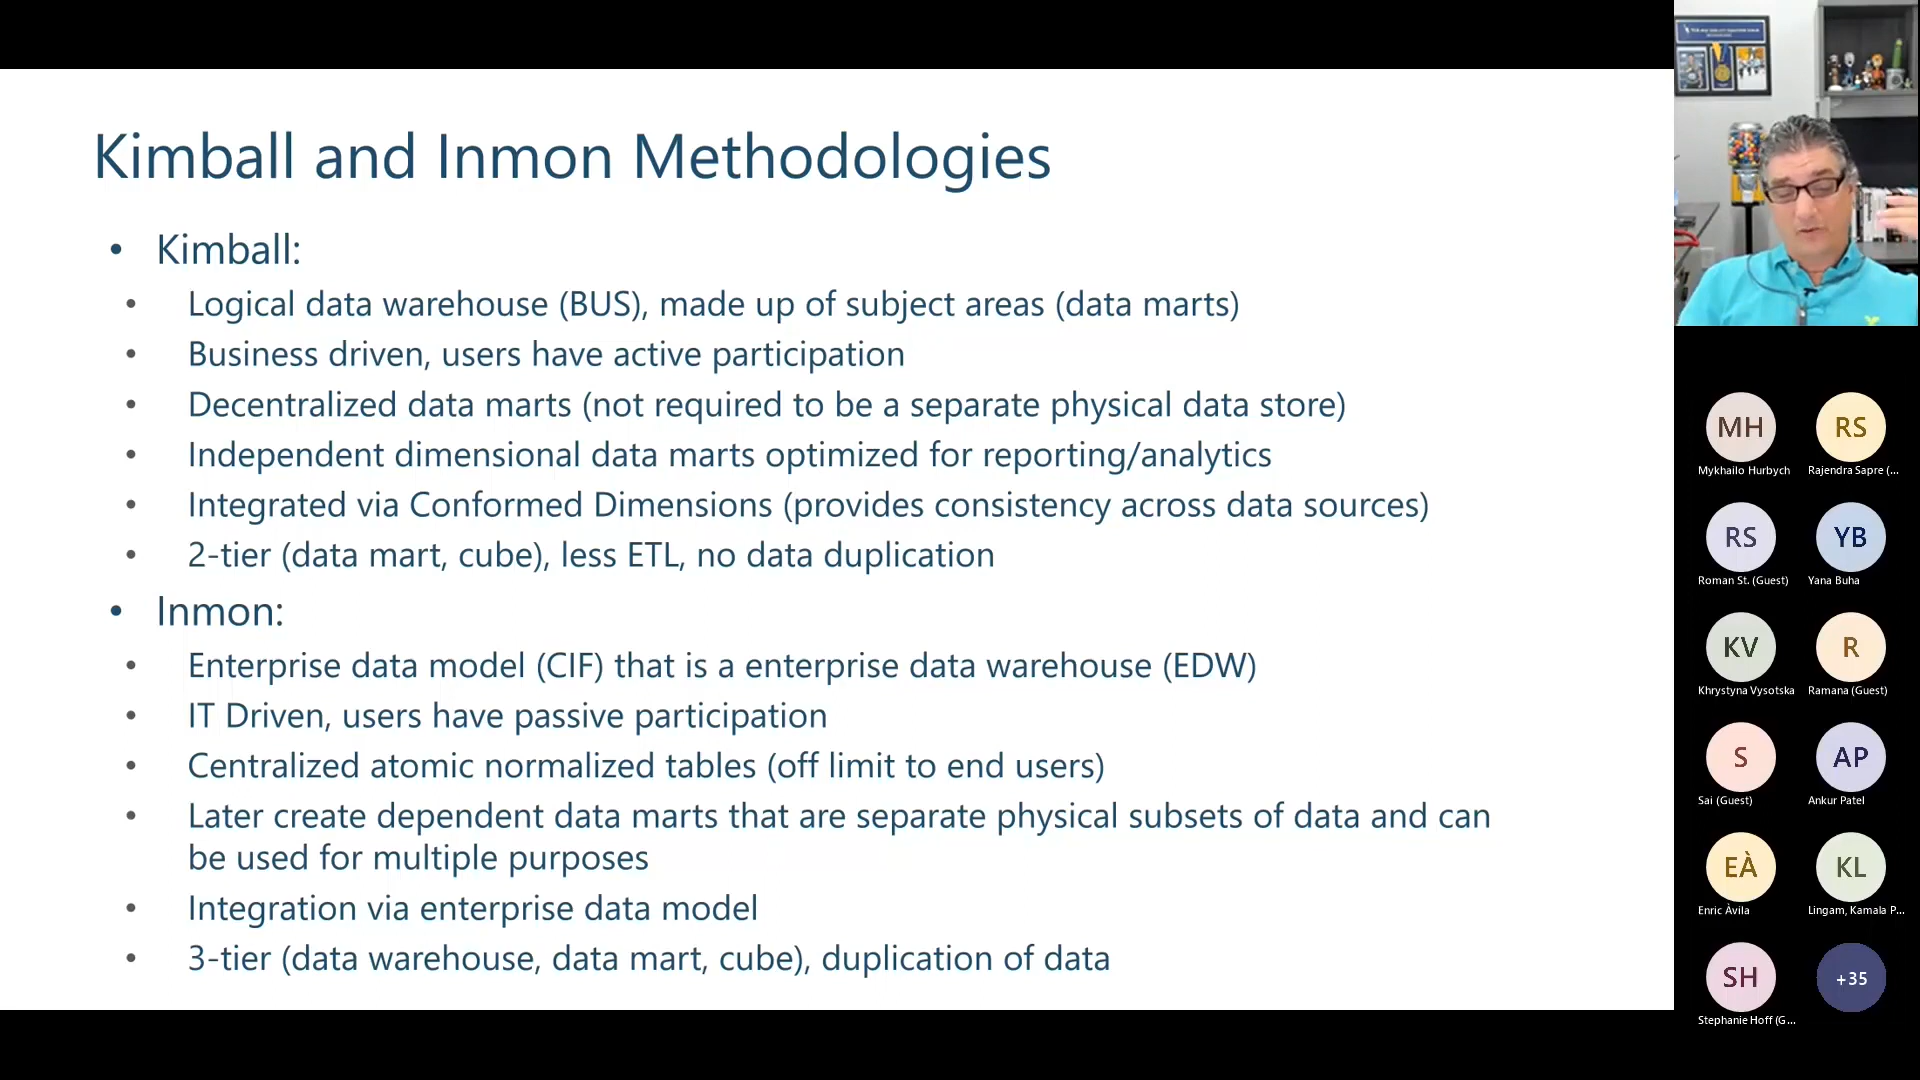 Kimball and Inmon Methodologies
• Kimball:
• Logical data warehouse (BUS), made up of subject areas (data marts)
• Business driven, users have active participation
• Decentralized data marts (not required to be a separate physical data store)
• Independent dimensional data marts optimized for reporting/analytics
• Integrated via Conformed Dimensions (provides consistency across data sources)
• 2-tier (data mart, cube), less ETL, no data duplication
• Inmon:
• Enterprise data model (CIF) that is a enterprise data warehouse (EDW)
• IT Driven, users have passive participation
• Centralized atomic normalized tables (off limit to end users)
• Later create dependent data marts that are separate physical subsets of data and can
be used for multiple purposes
• Integration via enterprise data model
• 3-tier (data warehouse, data mart, cube), duplication of data
MH
Mykhailo Hurbych
RS
Rajendra Sapre (...
RS
Roman St. (Guest)
YB
Yana Buha
KV
Khrystyna Vysotska
R
Ramana (Guest)
S
Sai (Guest)
AP
Ankur Patel
EÀ
Enric Àvila
KL
Lingam, Kamala P...
SH
Stephanie Hoff (G...
+35